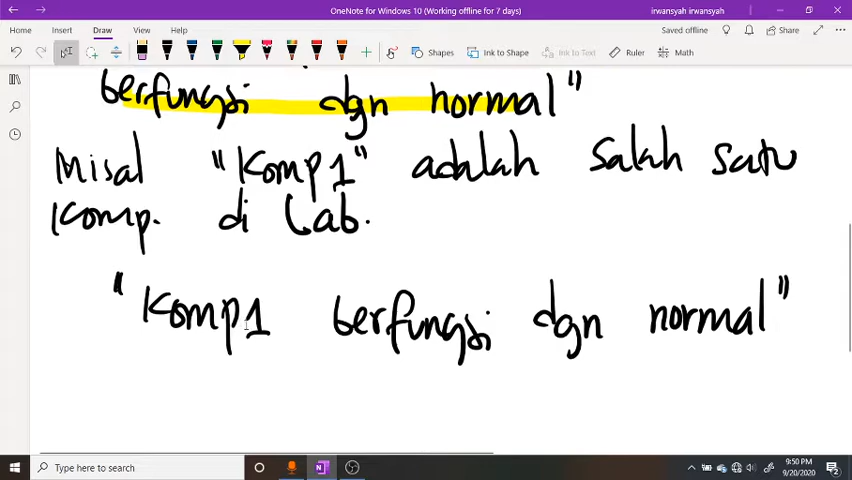 OneNote for Windows 10 (Working offline for 7 days)
irwansyah irwansyah
Home Insert Draw View Help
Saved offline Share
Shapes Ink to Shape Ink to Text Ruler Math
berfungsi dgn normal"
Misal "Komp1" adalah salah satu
Komp. di Lab.
"Komp1 berfungsi dgn normal"
Type here to search
9:50 PM
9/20/2020